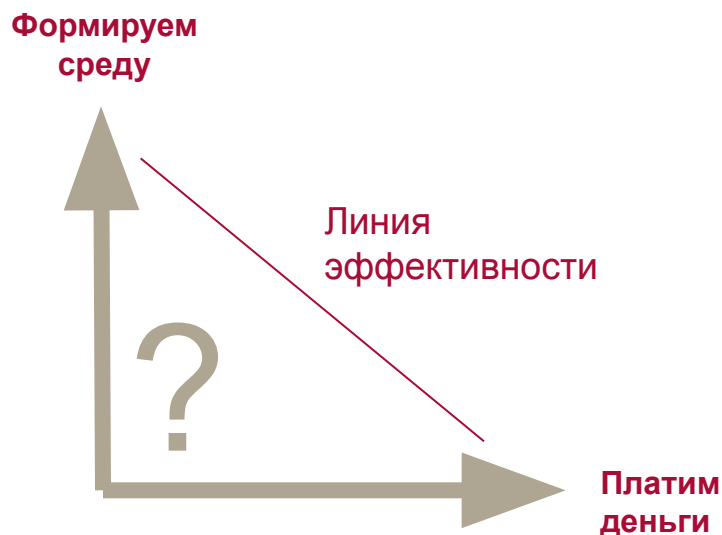 Формируем
среду
Линия
эффективности
?
Платим
деньги